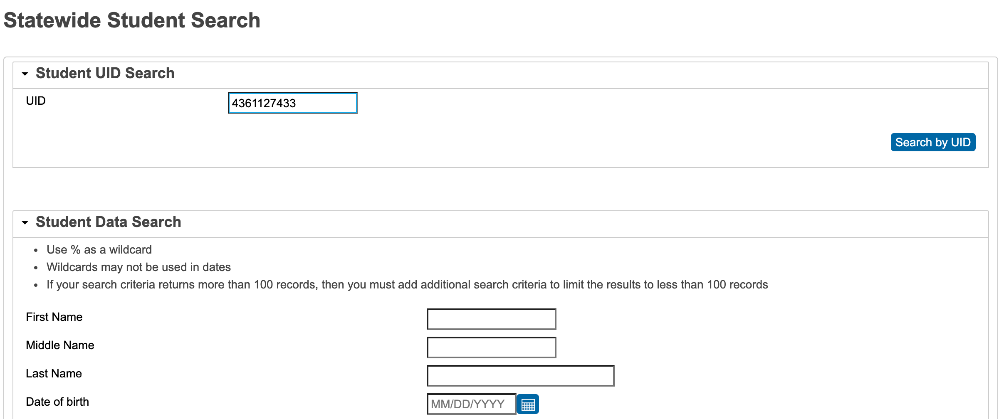 Statewide Student Search
Student UID Search
UID
4361127433
Search by UID
Student Data Search
• Use % as a wildcard
• Wildcards may not be used in dates
• If your search criteria returns more than 100 records, then you must add additional search criteria to limit the results to less than 100 records
First Name
Middle Name
Last Name
Date of birth
MM/DD/YYYY